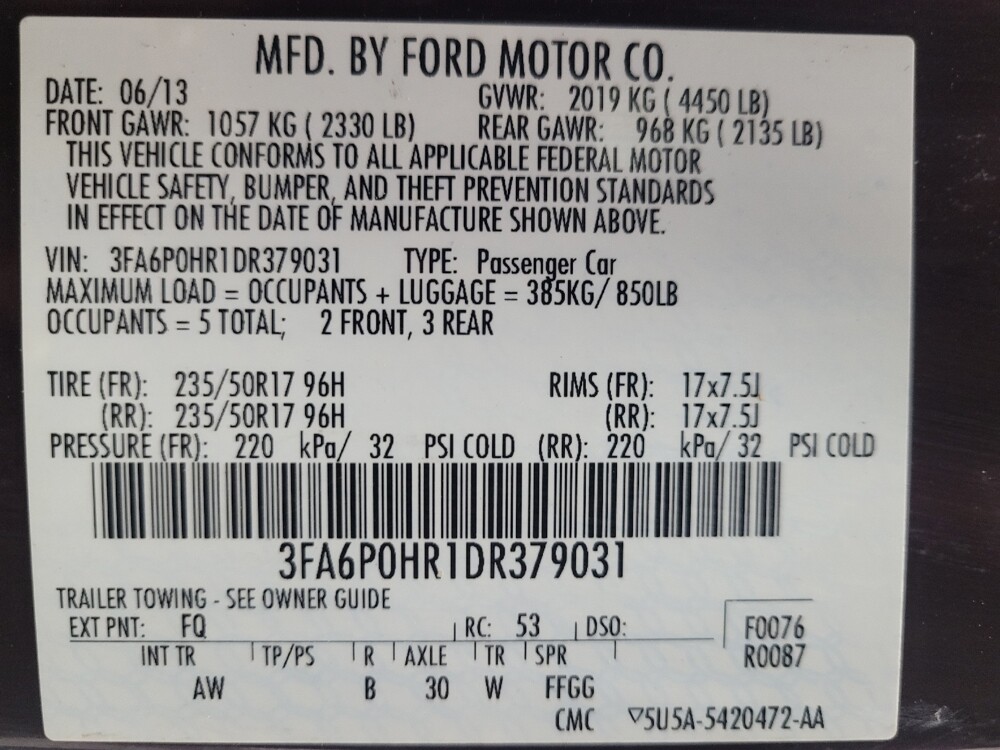 MFD. BY FORD MOTOR CO.
DATE: 06/13 GVWR: 2019 KG ( 4450 LB)
FRONT GAWR: 1057 KG ( 2330 LB) REAR GAWR: 968 KG ( 2135 LB)
THIS VEHICLE CONFORMS TO ALL APPLICABLE FEDERAL MOTOR
VEHICLE SAFETY, BUMPER, AND THEFT PREVENTION STANDARDS
IN EFFECT ON THE DATE OF MANUFACTURE SHOWN ABOVE.
VIN: 3FA6P0HR1DR379031 TYPE: Passenger Car
MAXIMUM LOAD = OCCUPANTS + LUGGAGE = 385KG/ 850LB
OCCUPANTS = 5 TOTAL; 2 FRONT, 3 REAR
TIRE (FR): 235/50R17 96H RIMS (FR): 17x7.5J
(RR): 235/50R17 96H (RR): 17x7.5J
PRESSURE (FR): 220 kPa/ 32 PSI COLD (RR): 220 kPa/ 32 PSI COLD
3FA6P0HR1DR379031
TRAILER TOWING - SEE OWNER GUIDE
EXT PNT: FQ RC: 53 DSO: F0076
INT TR TP/PS R AXLE TR SPR R0087
AW B 30 W FFGG
CMC ▽5U5A-5420472-AA